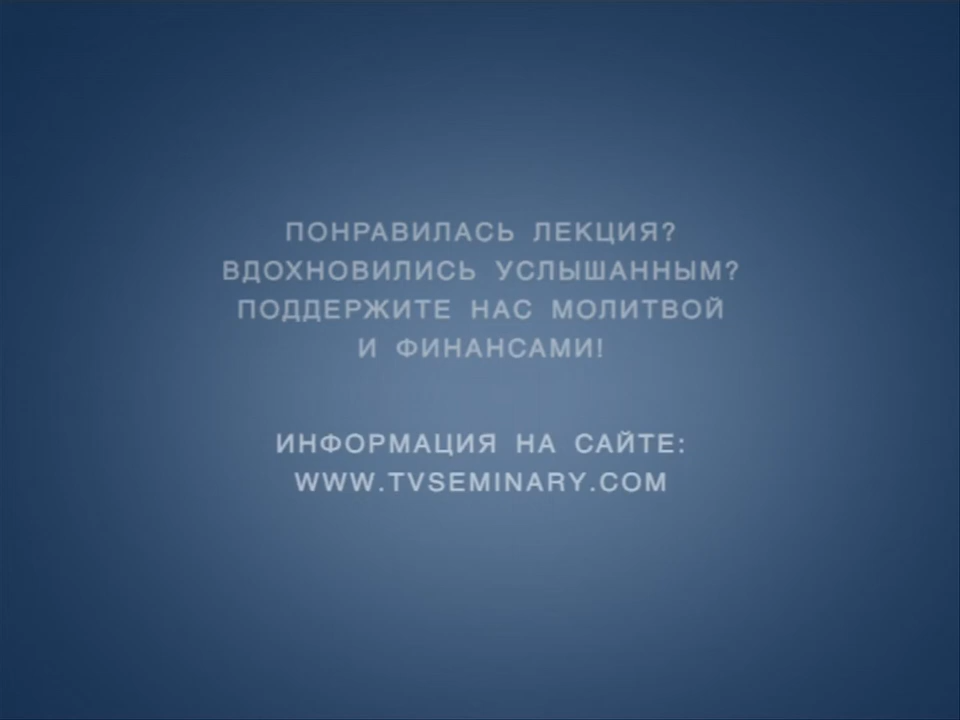 ПОНРАВИЛАСЬ ЛЕКЦИЯ?
ВДОХНОВИЛИСЬ УСЛЫШАННЫМ?
ПОДДЕРЖИТЕ НАС МОЛИТВОЙ
И ФИНАНСАМИ!
ИНФОРМАЦИЯ НА САЙТЕ:
WWW.TVSEMINARY.COM